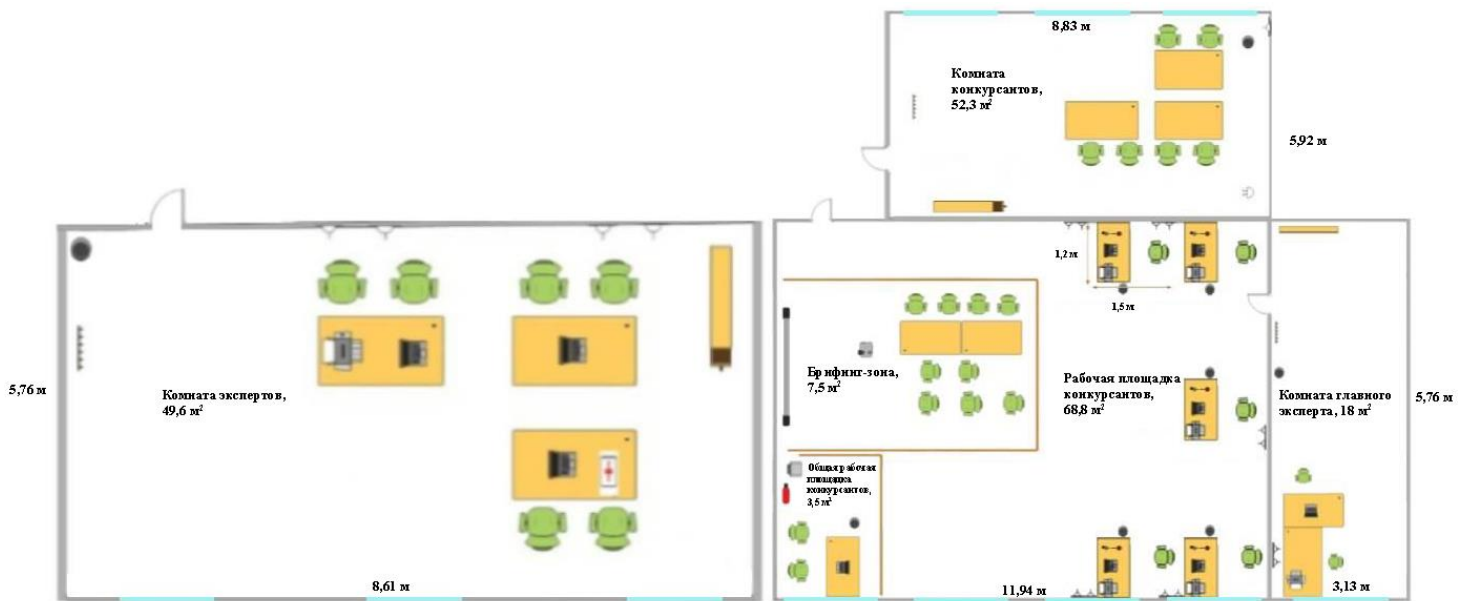 8,83 м
Комната
конкурсантов,
52,3 м²
5,92 м
1,2 м
1,5 м
5,76 м
Комната экспертов,
49,6 м²
8,61 м
Брифинг-зона,
7,5 м²
Рабочая площадка
конкурсантов,
68,8 м²
Комната главного
эксперта, 18 м²
5,76 м
Общая рабочая
площадка
конкурсантов,
3,5 м²
11,94 м
3,13 м